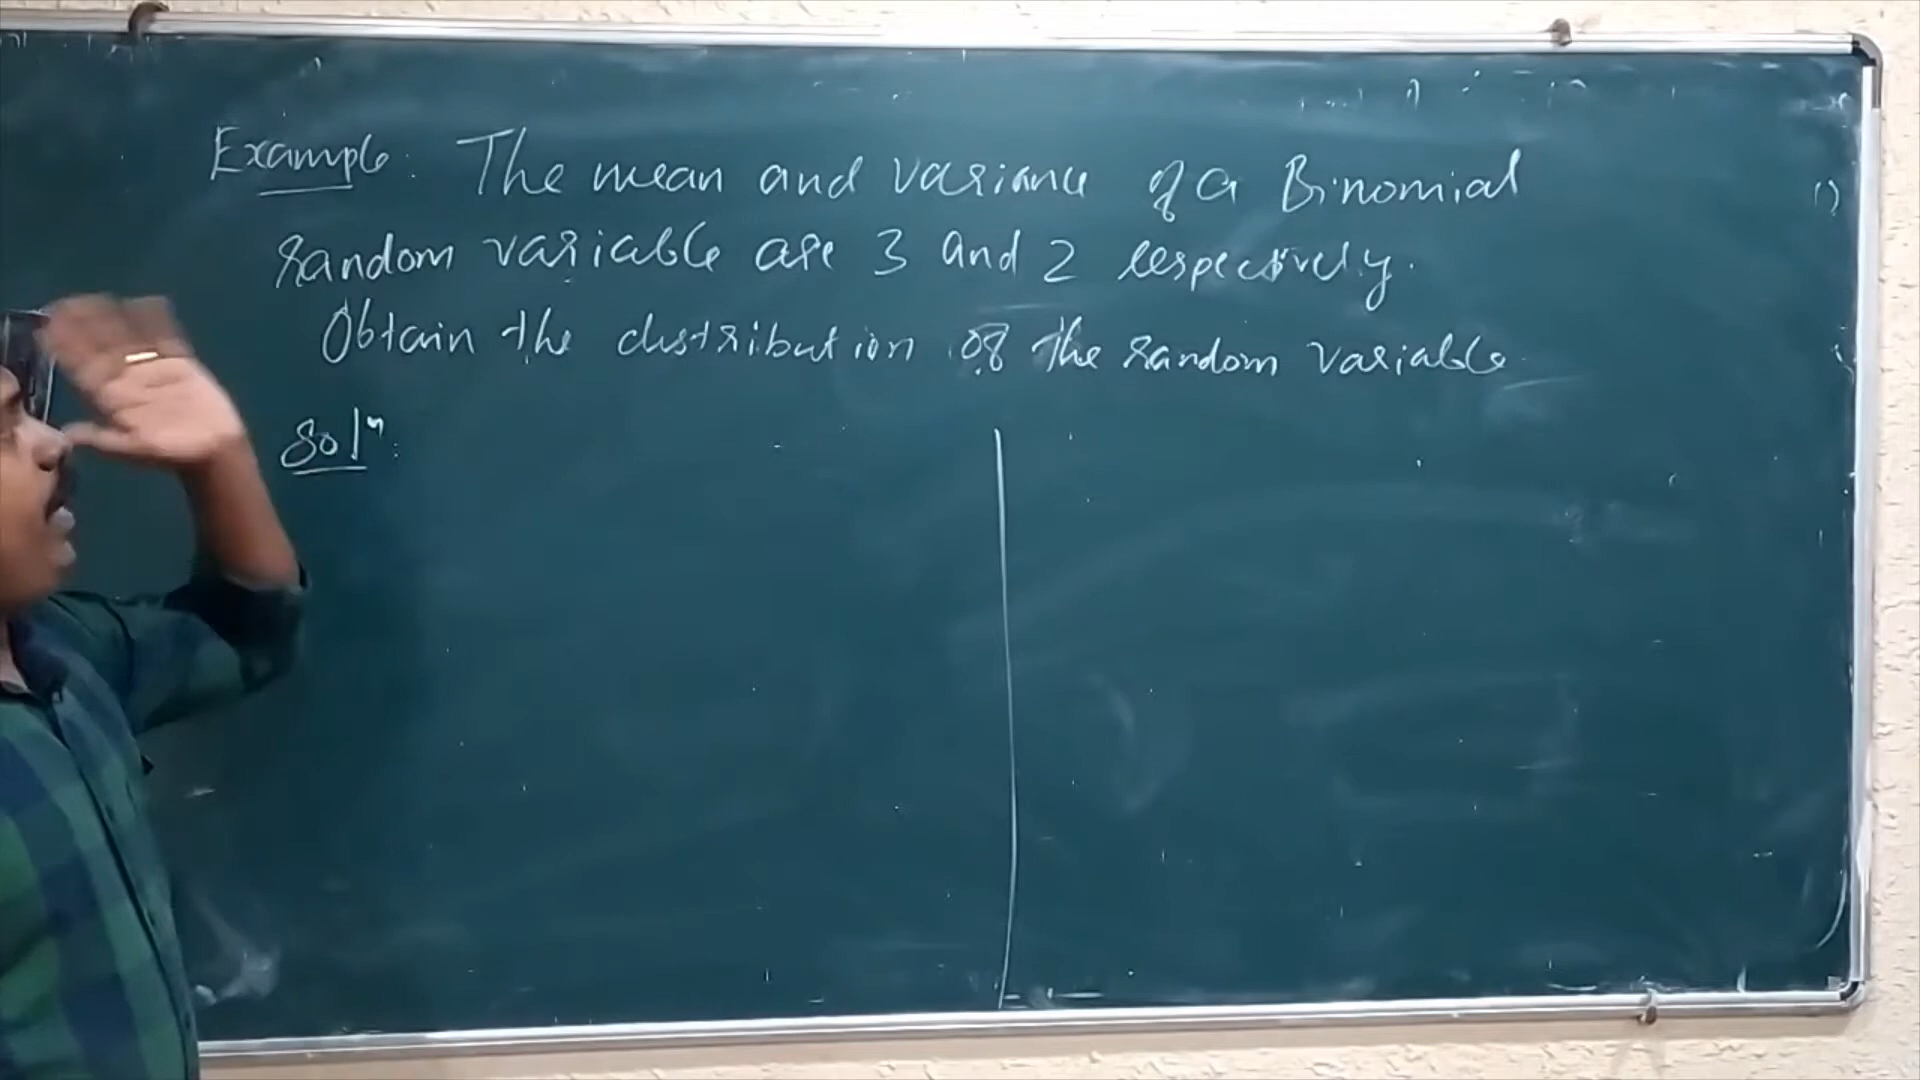 Example: The mean and variance of a Binomial
random variable are 3 and 2 respectively.
Obtain the distribution of the random variable
Solⁿ: